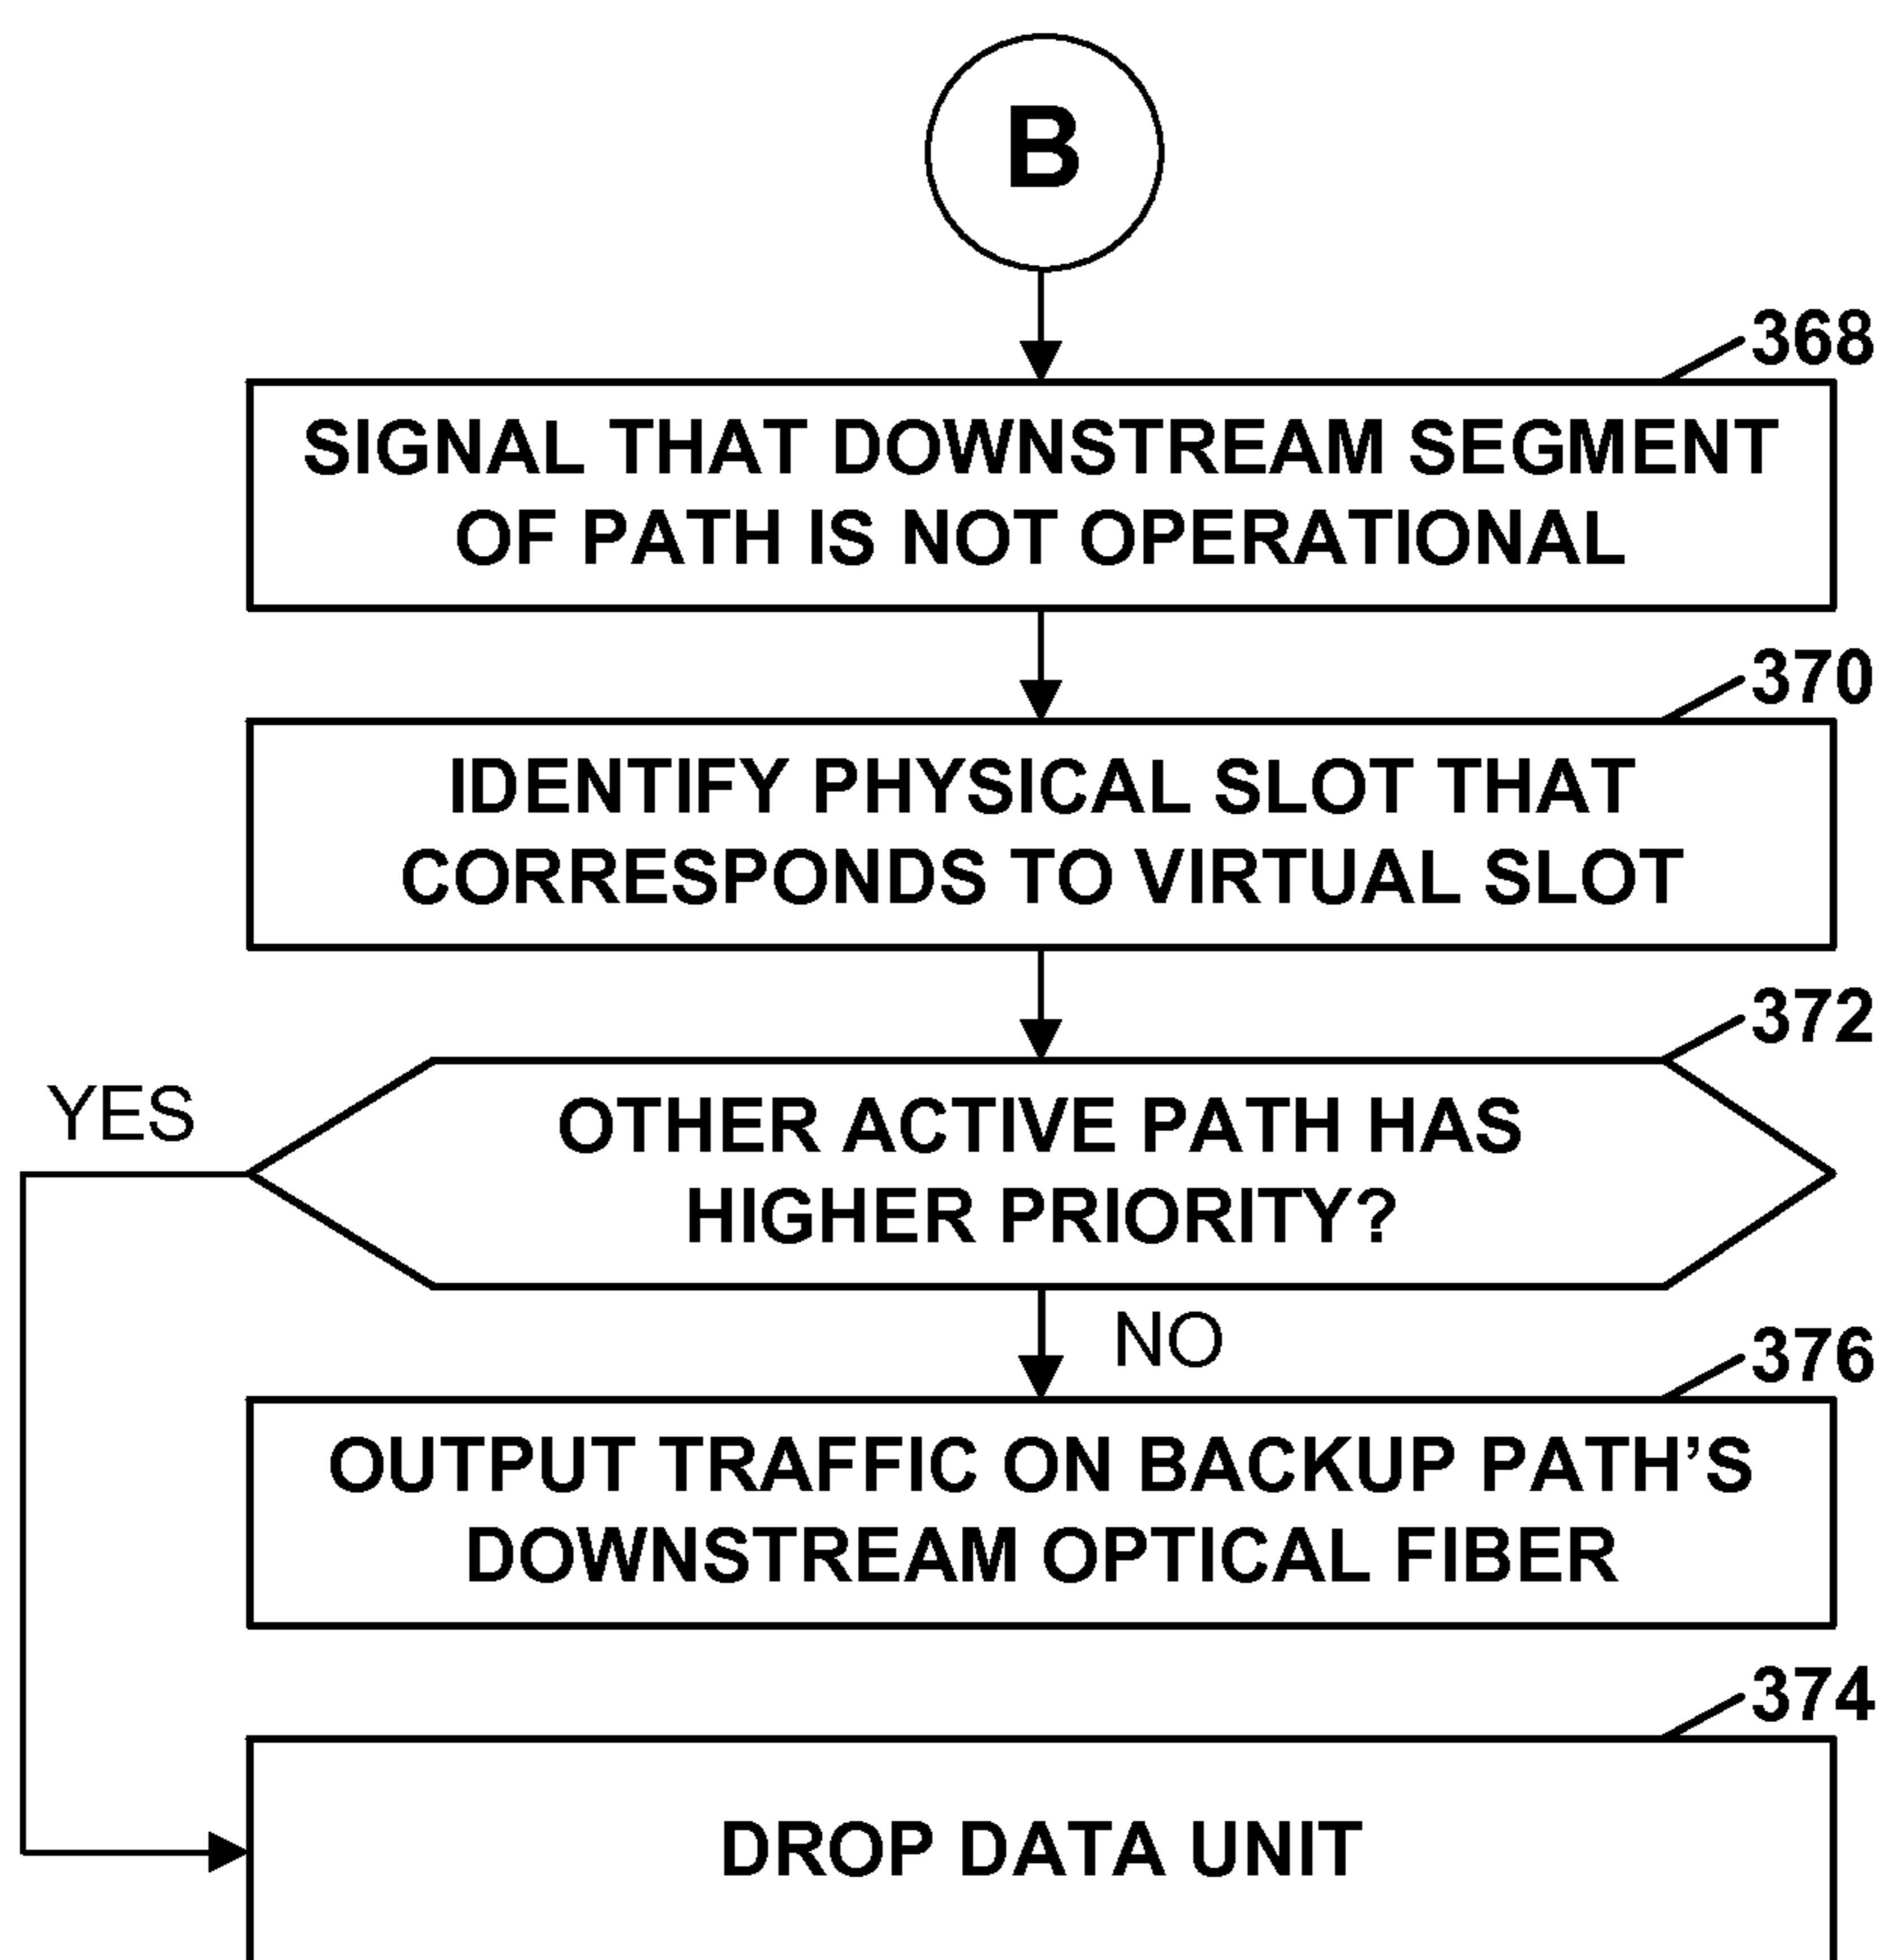 B
368
SIGNAL THAT DOWNSTREAM SEGMENT
OF PATH IS NOT OPERATIONAL
370
IDENTIFY PHYSICAL SLOT THAT
CORRESPONDS TO VIRTUAL SLOT
372
YES
OTHER ACTIVE PATH HAS
HIGHER PRIORITY?
NO
376
OUTPUT TRAFFIC ON BACKUP PATH’S
DOWNSTREAM OPTICAL FIBER
374
DROP DATA UNIT